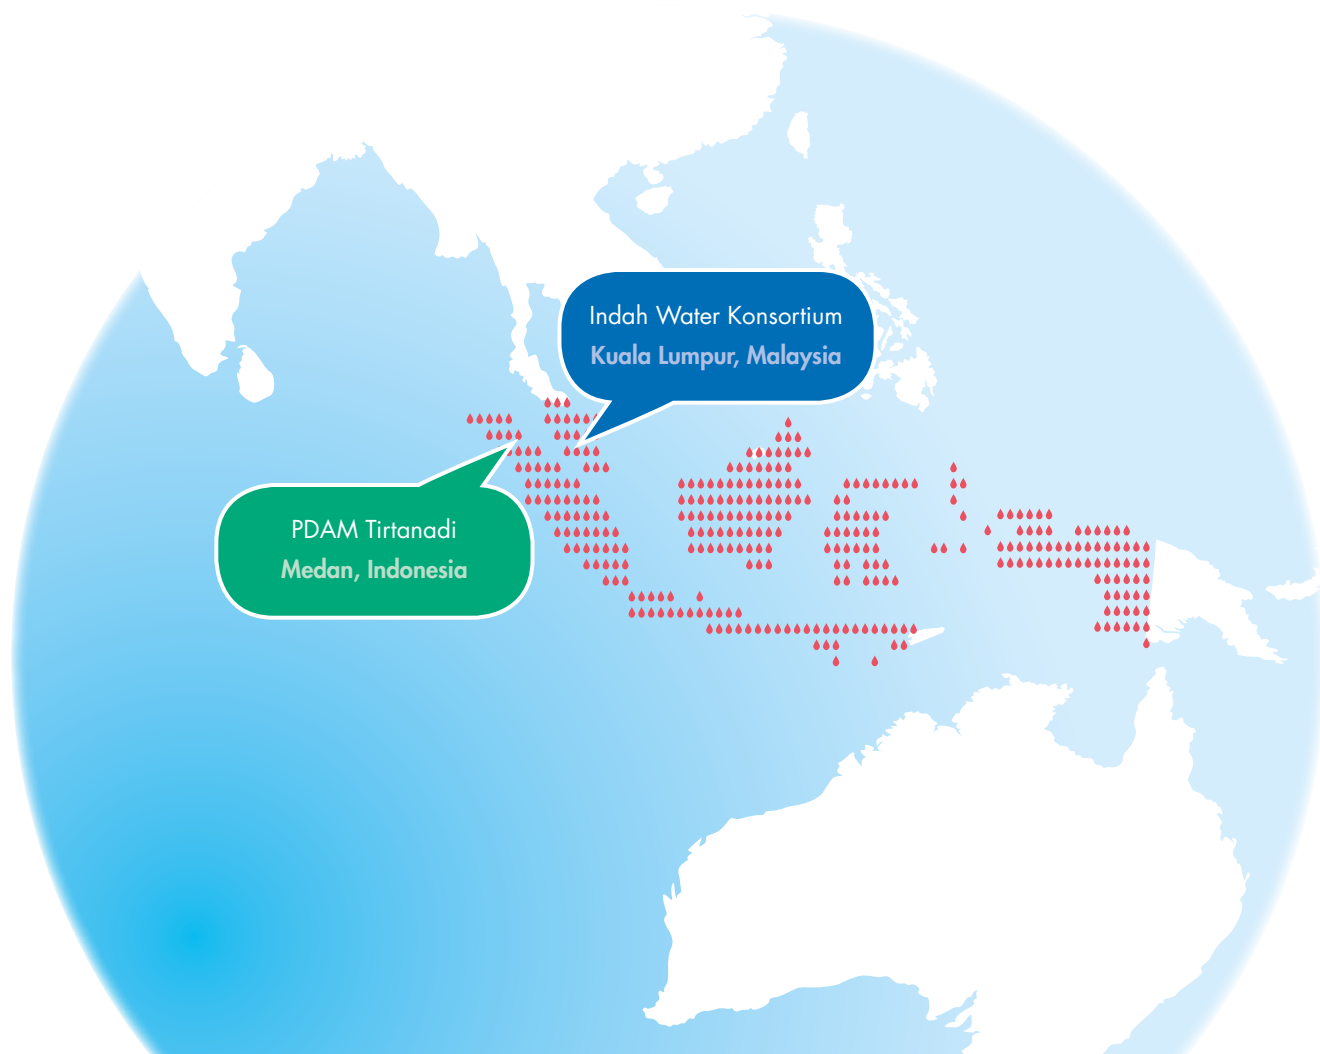 Indah Water Konsortium
Kuala Lumpur, Malaysia
PDAM Tirtanadi
Medan, Indonesia